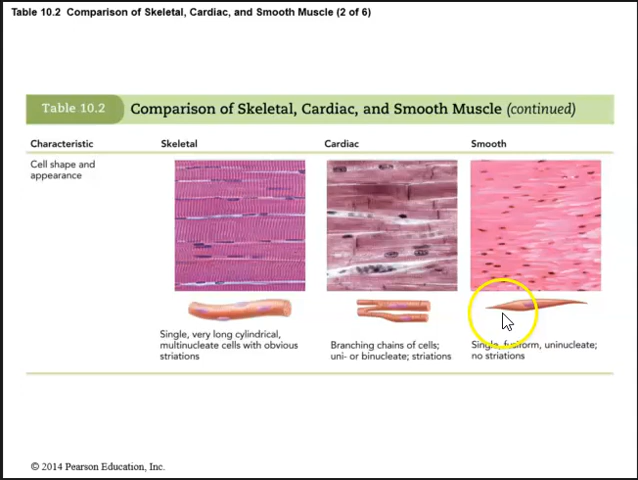 Table 10.2 Comparison of Skeletal, Cardiac, and Smooth Muscle (2 of 6)
Table 10.2 Comparison of Skeletal, Cardiac, and Smooth Muscle (continued)
Characteristic Skeletal Cardiac Smooth
Cell shape and
appearance
Single, very long cylindrical,
multinucleate cells with obvious
striations
Branching chains of cells;
uni- or binucleate; striations
Single, fusiform, uninucleate;
no striations
© 2014 Pearson Education, Inc.